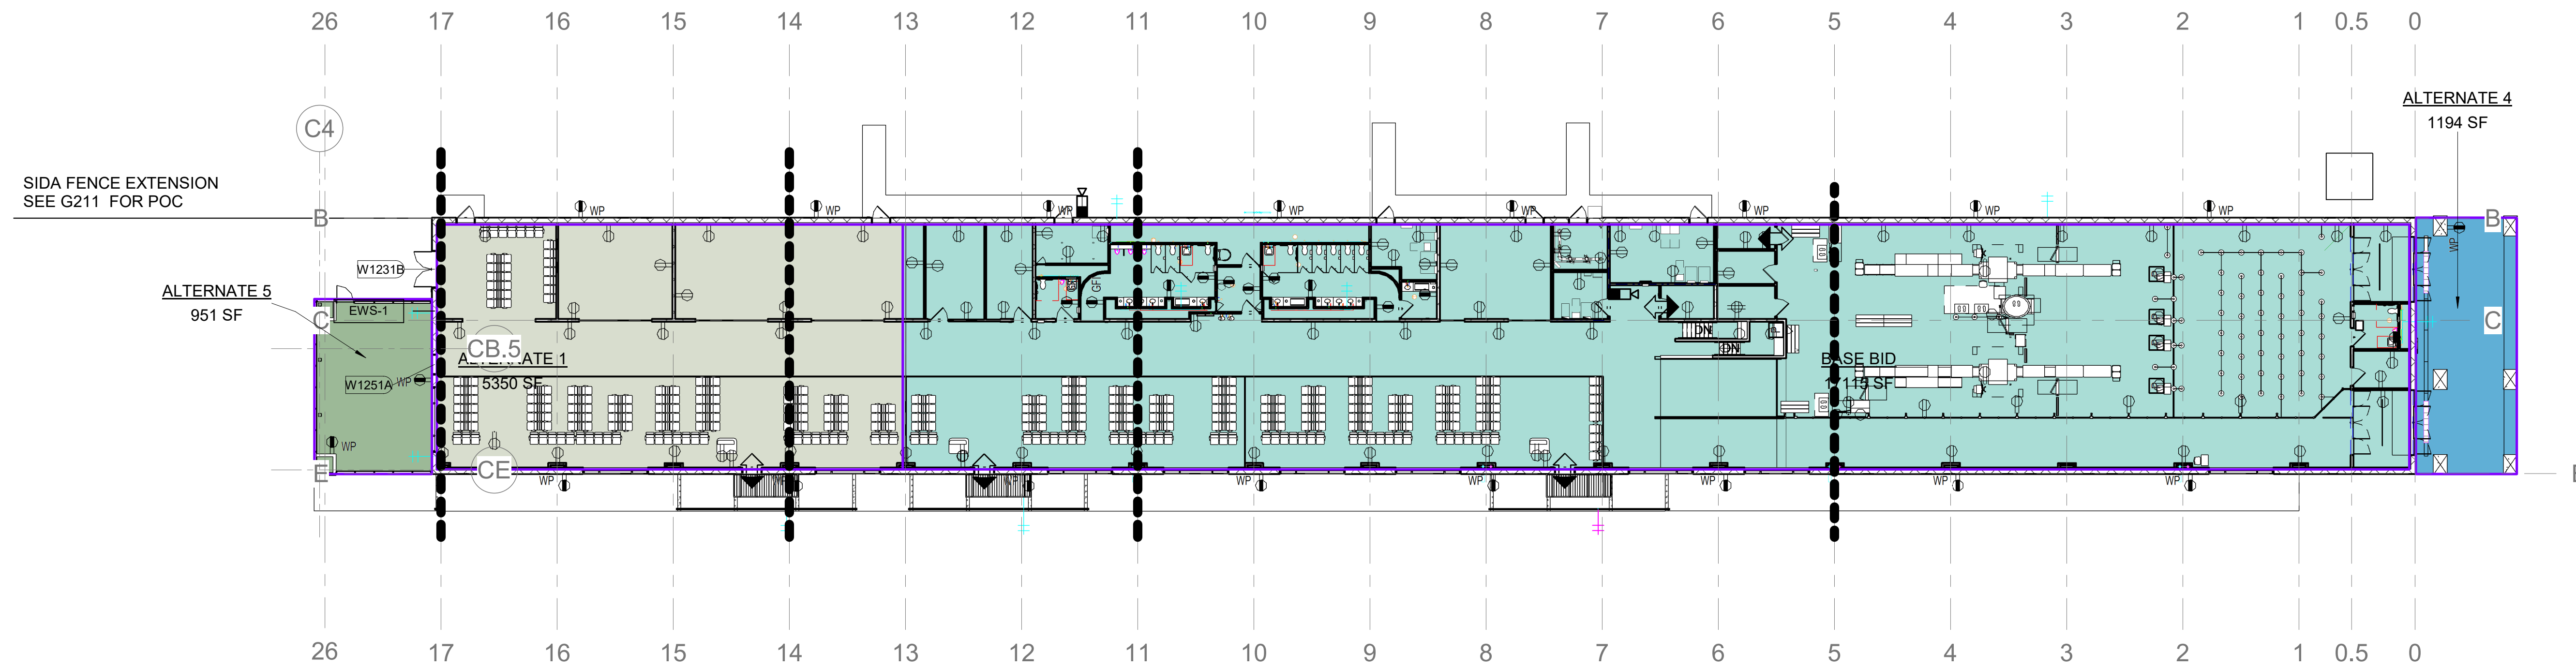 26 17 16 15 14 13 12 11 10 9 8 7 6 5 4 3 2 1 0.5 0
ALTERNATE 4
1194 SF
C4
SIDA FENCE EXTENSION
SEE G211 FOR POC
WP WP WP WP WP WP WP WP
B B
WP
W1231B
ALTERNATE 5
951 SF
EWS-1
C C
DN
DN
CB.5
ALTERNATE 1
5350 SF
BASE BID
SF
W1251A
WP
WP
E CE E
WP WP WP WP WP WP WP WP
26 17 16 15 14 13 12 11 10 9 8 7 6 5 4 3 2 1 0.5 0